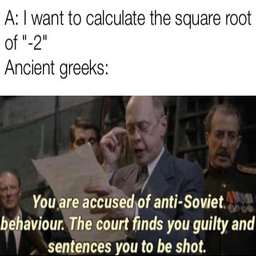 A: I want to calculate the square root
of "-2"
Ancient greeks:
You are accused of anti-Soviet
behaviour. The court finds you guilty and
sentences you to be shot.